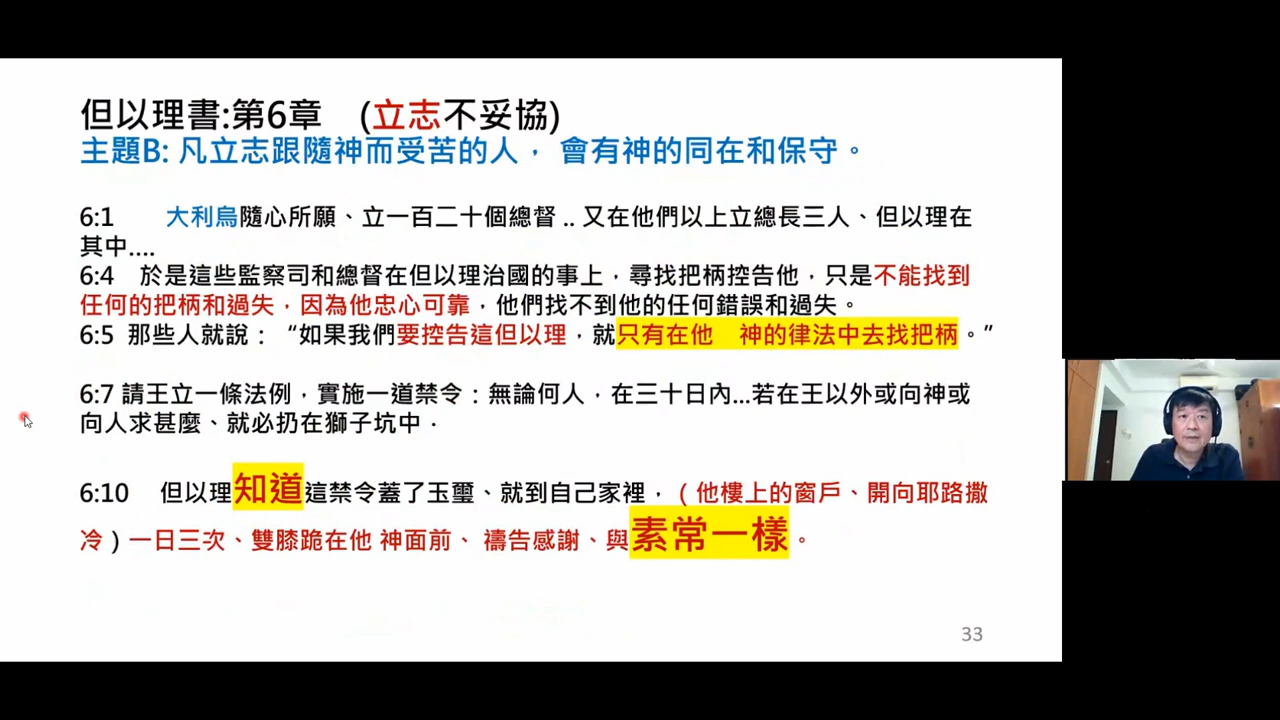 但以理書:第6章 (立志不妥協)
主題B: 凡立志跟隨神而受苦的人， 會有神的同在和保守。
6:1 大利烏隨心所願、立一百二十個總督 .. 又在他們以上立總長三人、但以理在
其中....
6:4 於是這些監察司和總督在但以理治國的事上，尋找把柄控告他，只是不能找到
任何的把柄和過失，因為他忠心可靠，他們找不到他的任何錯誤和過失。
6:5 那些人就說：“如果我們要控告這但以理，就只有在他 神的律法中去找把柄。”
6:7 請王立一條法例，實施一道禁令：無論何人，在三十日內...若在王以外或向神或
向人求甚麼、就必扔在獅子坑中．
6:10 但以理知道這禁令蓋了玉璽、就到自己家裡，（他樓上的窗戶、開向耶路撒
冷）一日三次、雙膝跪在他 神面前、 禱告感謝、與素常一樣。
33